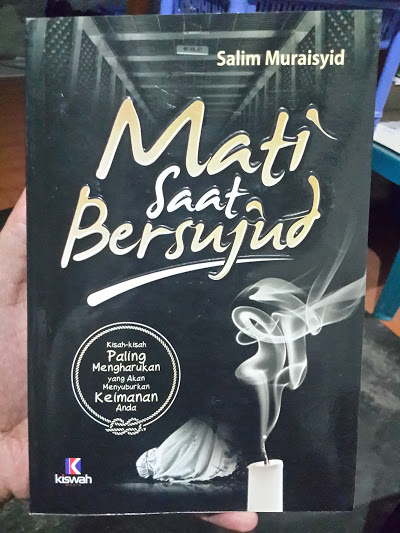 Salim Muraisyid
Mati
Saat
Bersujud
Kisah-kisah
Paling
Mengharukan
yang Akan
Menyuburkan
Keimanan
Anda
kiswah